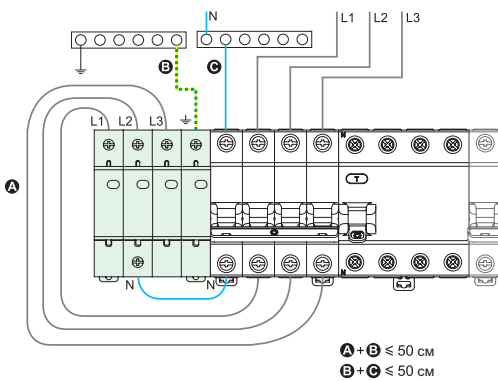 N L1 L2 L3
B C
L1 L2 L3
N N
T
A
N N
N
A + B ⩽ 50 см
B + C ⩽ 50 см